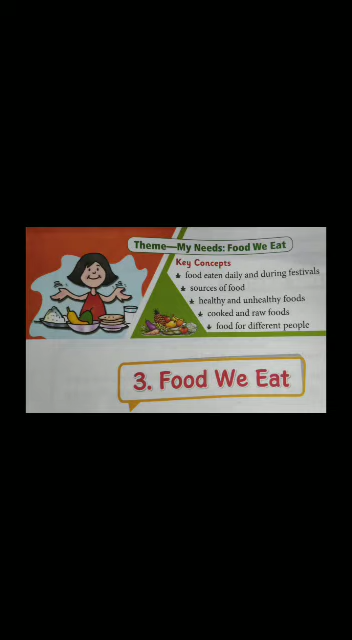 Theme—My Needs: Food We Eat
Key Concepts
★ food eaten daily and during festivals
★ sources of food
★ healthy and unhealthy foods
★ cooked and raw foods
★ food for different people
3. Food We Eat